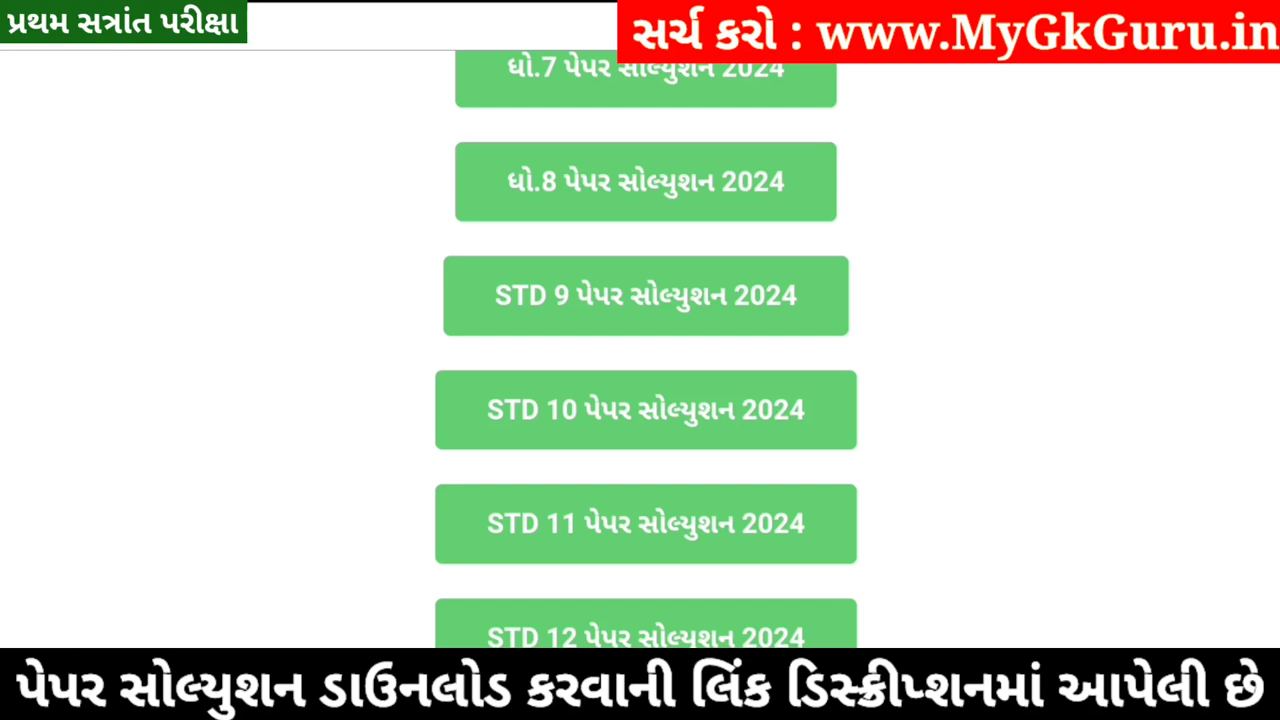 પ્રથમ સત્રાંત પરીક્ષા
સર્ચ કરો : www.MyGkGuru.in
ધો.7 પેપર સોલ્યુશન 2024
ધો.8 પેપર સોલ્યુશન 2024
STD 9 પેપર સોલ્યુશન 2024
STD 10 પેપર સોલ્યુશન 2024
STD 11 પેપર સોલ્યુશન 2024
STD 12 પેપર સોલ્યુશન 2024
પેપર સોલ્યુશન ડાઉનલોડ કરવાની લિંક ડિસ્ક્રીપ્શનમાં આપેલી છે